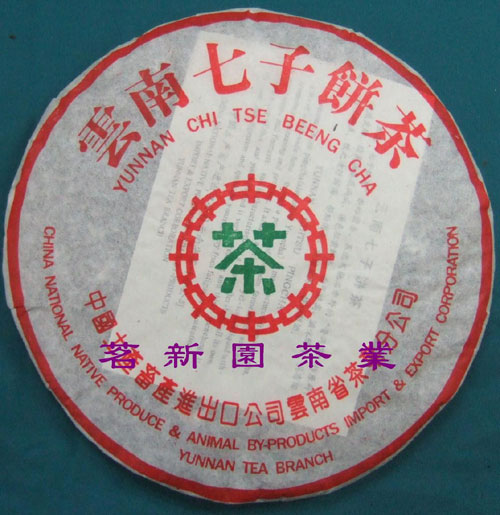 雲南七子餅茶
YUNNAN CHI TSE BEENG CHA
茶
茗新園茶業
中國土產畜產進出口公司雲南省茶葉分公司
CHINA NATIONAL NATIVE PRODUCE & ANIMAL BY-PRODUCTS IMPORT & EXPORT CORPORATION
YUNNAN TEA BRANCH